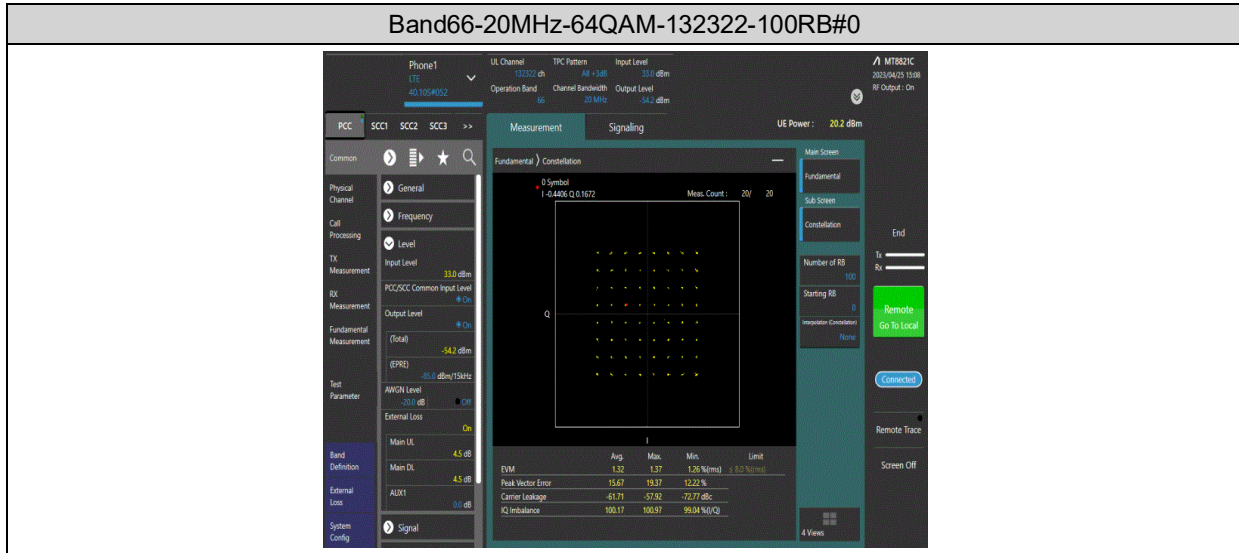 Band66-20MHz-64QAM-132322-100RB#0
Phone1
LTE
40.10S#052
UL Channel TPC Pattern Input Level
132322 ch All +3dB 33.0 dBm
Operation Band Channel Bandwidth Output Level
66 20 MHz -54.2 dBm
MT8821C
2023/04/25 15:08
RF Output : On
PCC SCC1 SCC2 SCC3 >>
Measurement Signaling
UE Power : 20.2 dBm
Common
Physical
Channel
Call
Processing
TX
Measurement
RX
Measurement
Fundamental
Measurement
Test
Parameter
Band
Definition
External
Loss
System
Config
General
Frequency
Level
Input Level
33.0 dBm
PCC/SCC Common Input Level
On
Output Level
On
(Total)
-54.2 dBm
(EPRE)
-85.0 dBm/15kHz
AWGN Level
-20.0 dB Off
External Loss
On
Main UL
4.5 dB
Main DL
4.5 dB
AUX1
0.0 dB
Signal
Fundamental Constellation
0 Symbol
I -0.4406 Q 0.1672
Meas. Count : 20/ 20
Q
I
Avg. Max. Min. Limit
EVM 1.32 1.37 1.26 %(rms) ≤ 8.0 %(rms)
Peak Vector Error 15.67 19.37 12.22 %
Carrier Leakage -61.71 -57.92 -72.77 dBc
IQ Imbalance 100.17 100.97 99.04 %(I/Q)
Main Screen
Fundamental
Sub Screen
Constellation
Number of RB
100
Starting RB
0
Interpolation (Constellation)
None
4 Views
End
Tx
Rx
Remote
Go To Local
Connected
Remote Trace
Screen Off